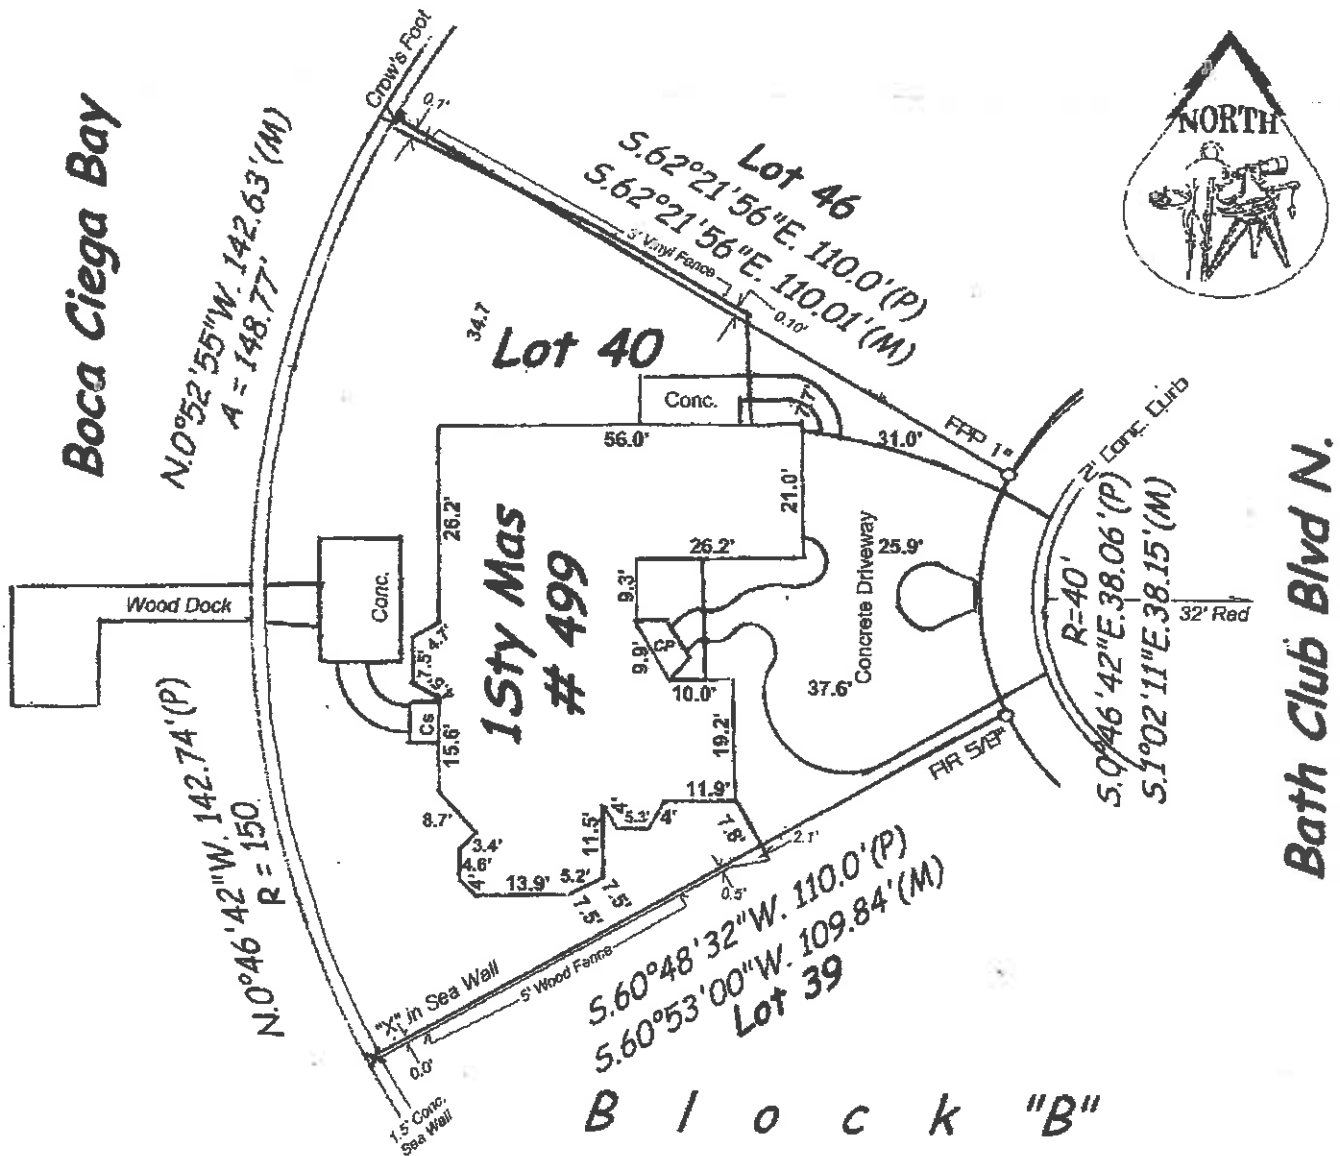 Boca Ciega Bay
N.0°52'55"W. 142.63'(M)
A = 148.77'
Crow's Foot
0.1'
Lot 46
S.62°21'56"E. 110.0'(P)
S.62°21'56"E. 110.01'(M)
3' Vinyl Fence
0.10'
NORTH
34.7
Lot 40
Conc.
7.7'
56.0'
31.0'
FPP 1"
2' Conc. Curb
26.2'
21.0'
26.2'
Concrete Driveway
25.9'
1Sty Mas
# 499
9.3'
9.9'
CP
10.0'
37.6'
19.2'
R=40'
S.0°46'42"E.38.06'(P)
S.1°02'11"E.38.15'(M)
32' Rad
Bath Club Blvd N.
Wood Dock
Conc.
4.7'
7.5'
Cs
15.6'
8.7'
3.4'
4.6'
4'
13.9'
5.2'
11.5'
4'
5.3'
4'
11.9'
7.8'
7.5'
7.5'
2.1'
0.5'
FIR 5/8"
N.0°46'42"W. 142.74'(P)
R = 150
"X" in Sea Wall
5' Wood Fence
0.0'
S.60°48'32"W. 110.0'(P)
S.60°53'00"W. 109.84'(M)
Lot 39
1.5' Conc.
Sea Wall
Block "B"